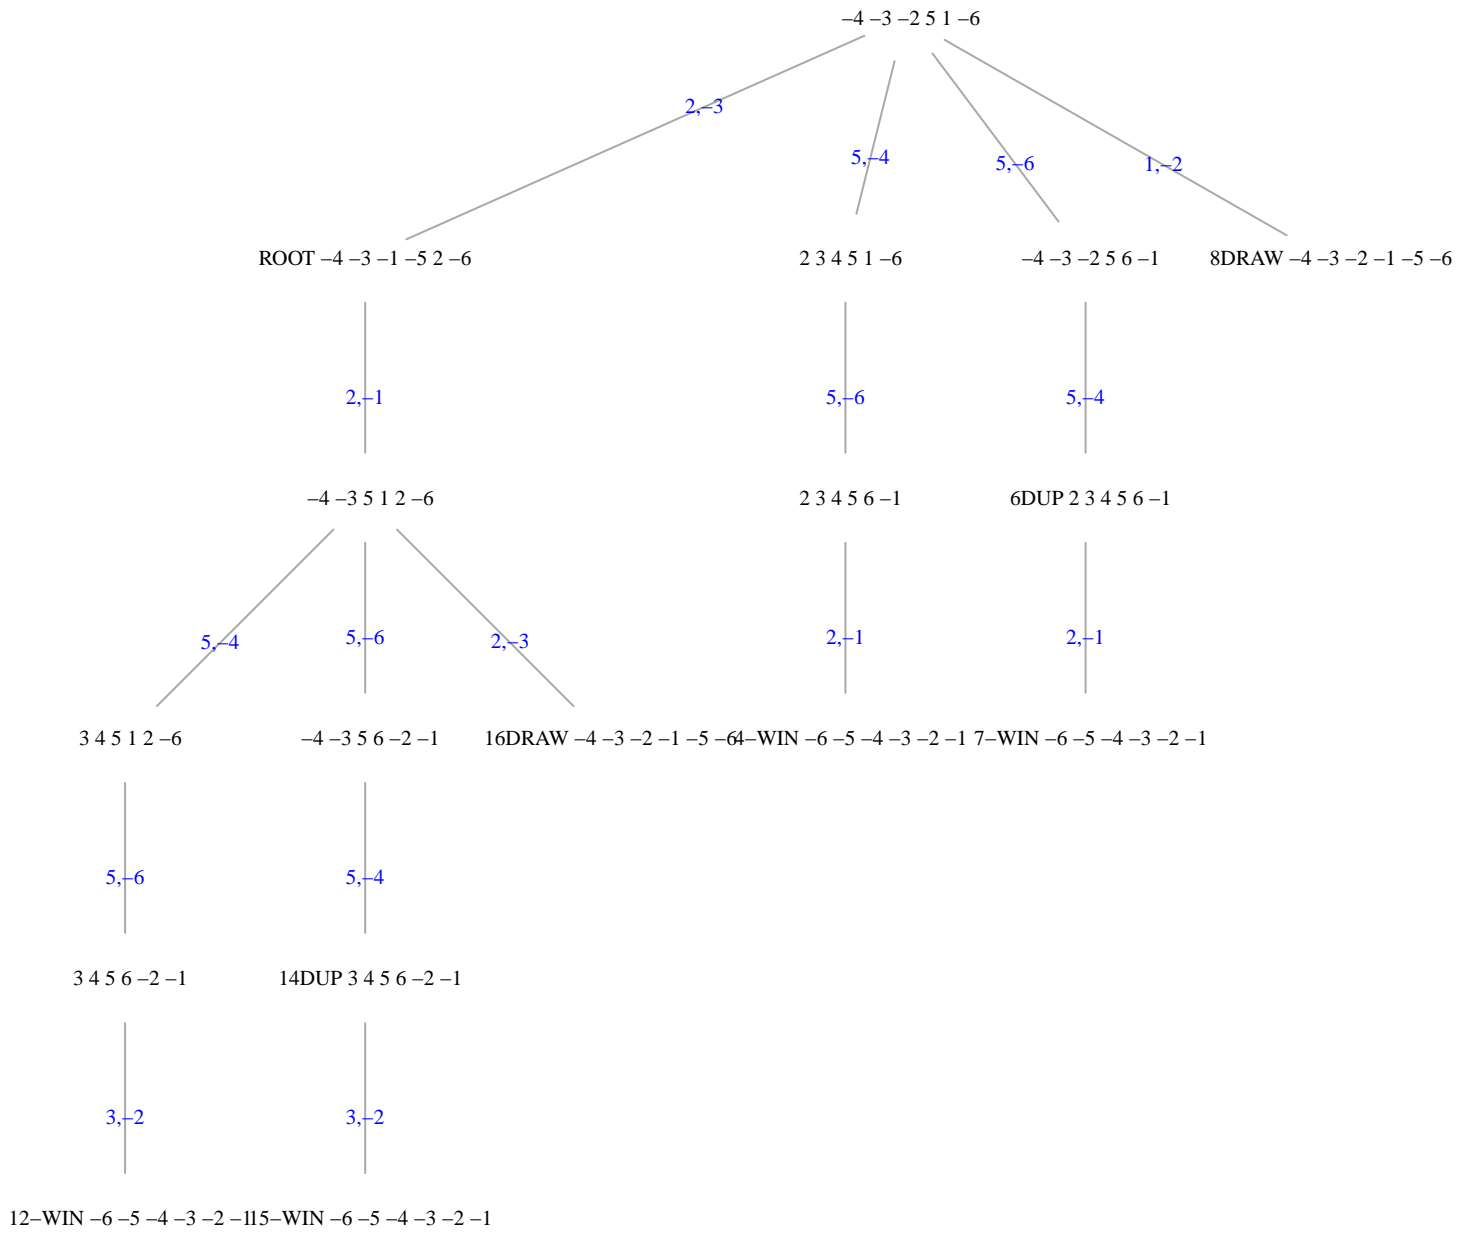 −4 −3 −2 5 1 −6
2,−3
5,−4
5,−6
1,−2
ROOT −4 −3 −1 −5 2 −6
2 3 4 5 1 −6
−4 −3 −2 5 6 −1
8DRAW −4 −3 −2 −1 −5 −6
2,−1
5,−6
5,−4
−4 −3 5 1 2 −6
2 3 4 5 6 −1
6DUP 2 3 4 5 6 −1
5,−4
5,−6
2,−3
2,−1
2,−1
3 4 5 1 2 −6
−4 −3 5 6 −2 −1
16DRAW −4 −3 −2 −1 −5 −6
4−WIN −6 −5 −4 −3 −2 −1
7−WIN −6 −5 −4 −3 −2 −1
5,−6
5,−4
3 4 5 6 −2 −1
14DUP 3 4 5 6 −2 −1
3,−2
3,−2
12−WIN −6 −5 −4 −3 −2 −1
15−WIN −6 −5 −4 −3 −2 −1